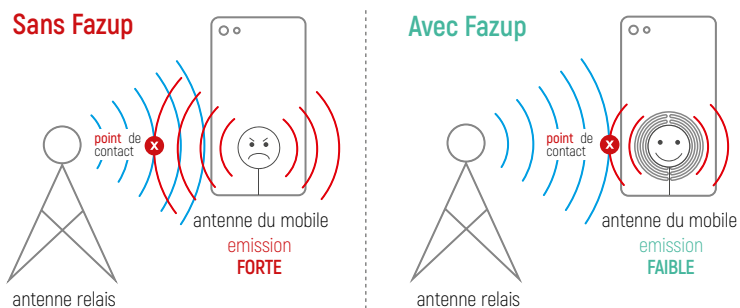 Sans Fazup
point de
contact
x
antenne du mobile
emission
FORTE
antenne relais
Avec Fazup
point de
contact
x
antenne du mobile
emission
FAIBLE
antenne relais